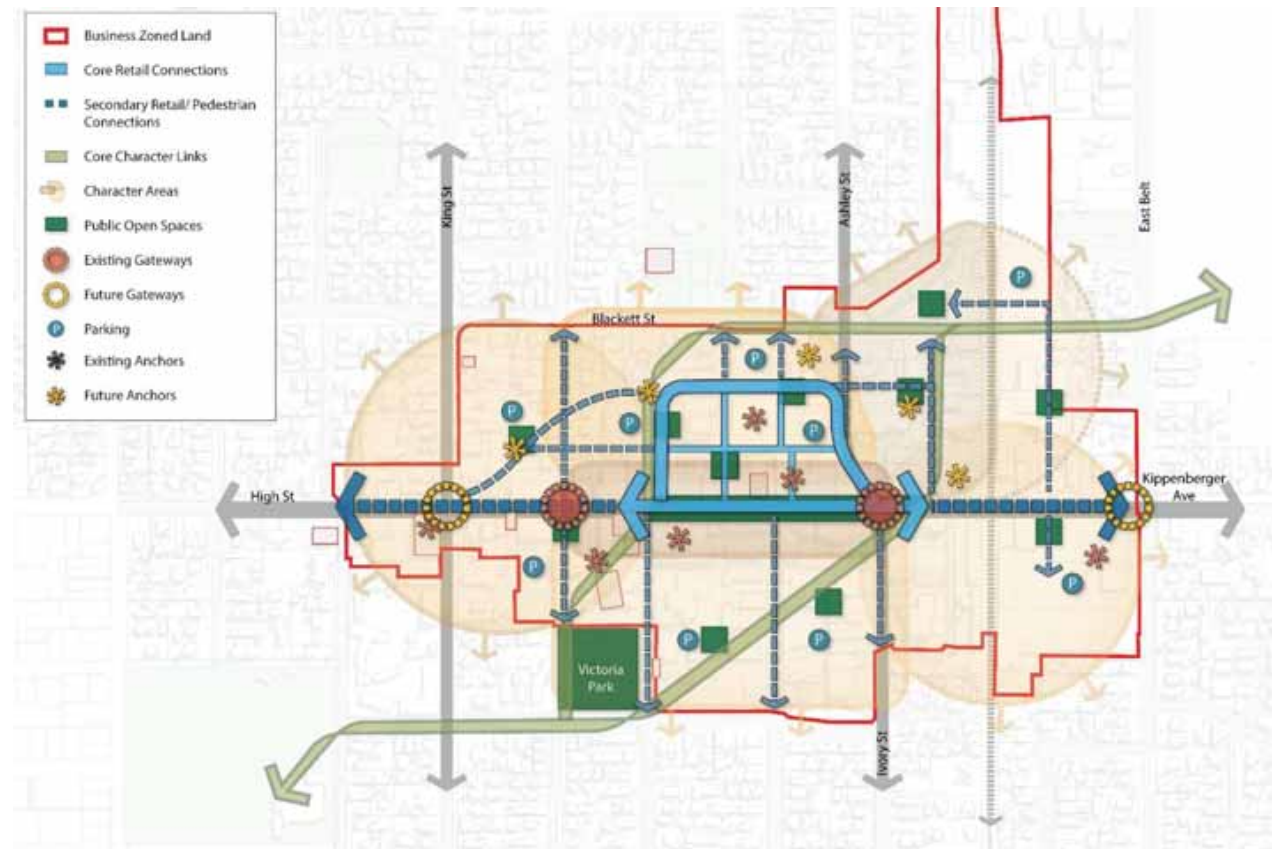 Business Zoned Land
Core Retail Connections
Secondary Retail/ Pedestrian
Connections
Core Character Links
Character Areas
Public Open Spaces
Existing Gateways
Future Gateways
P
Parking
Existing Anchors
Future Anchors
King St
Ashley St
East Belt
P
Blackett St
P
P
P
P
High St
Kippenberger
Ave
P
P
P
P
Victoria
Park
Ivory St